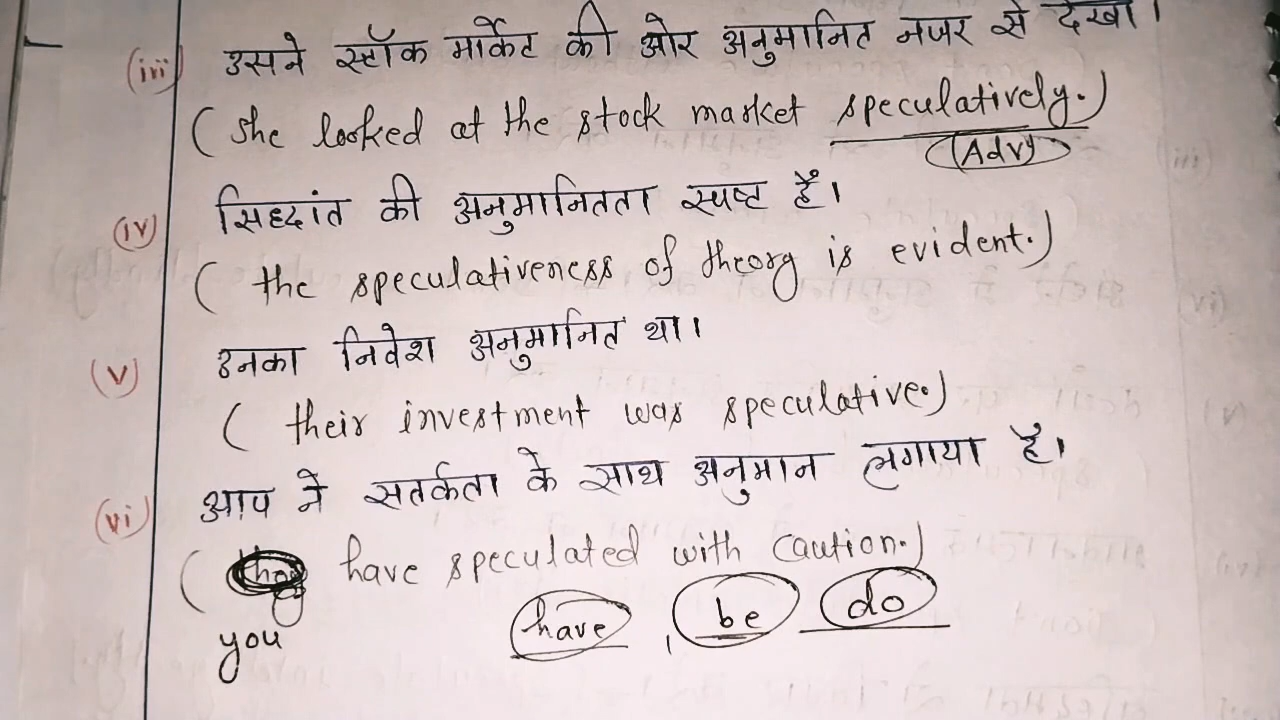 (iii) उसने स्टॉक मार्केट की ओर अनुमानित नजर से देखा।
( she looked at the stock market speculatively.)
(Adv)
(iv) सिध्दांत की अनुमानितता स्पष्ट है।
( the speculativeness of theory is evident.)
(v) उनका निवेश अनुमानित था।
( their investment was speculative.)
(vi) आप ने सतर्कता के साथ अनुमान लगाया है।
( have speculated with caution.)
you
have, be do